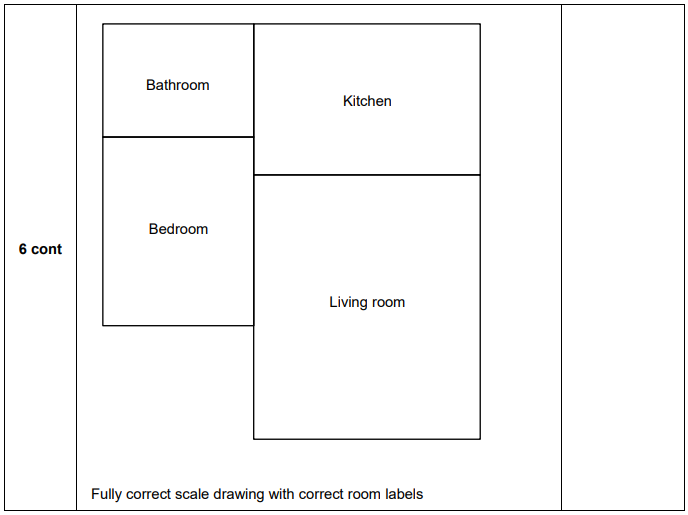 Bathroom
Kitchen
Bedroom
6 cont
Living room
Fully correct scale drawing with correct room labels